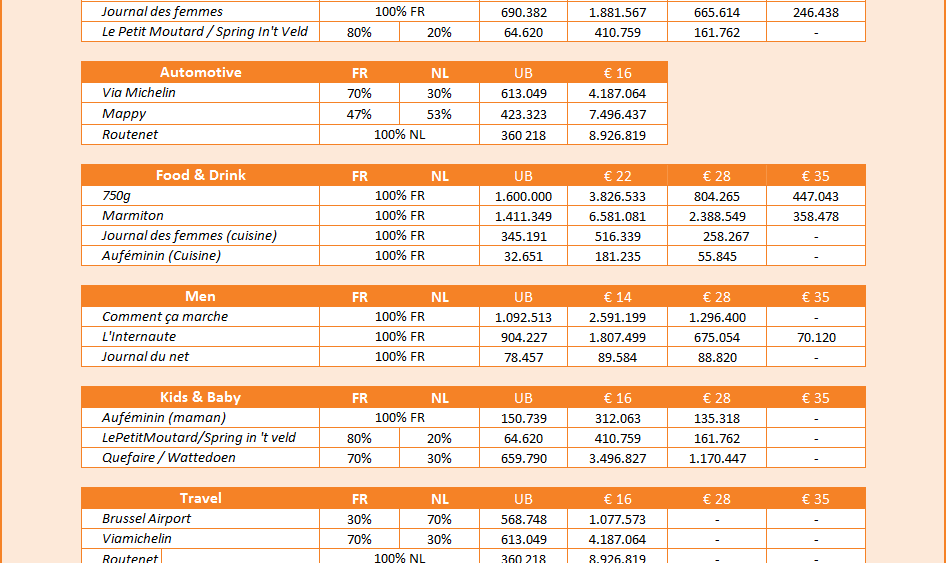 Journal des femmes 100% FR 690.382 1.881.567 665.614 246.438
Le Petit Moutard / Spring In't Veld 80% 20% 64.620 410.759 161.762 -
Automotive FR NL UB € 16
Via Michelin 70% 30% 613.049 4.187.064
Mappy 47% 53% 423.323 7.496.437
Routenet 100% NL 360 218 8.926.819
Food & Drink FR NL UB € 22 € 28 € 35
750g 100% FR 1.600.000 3.826.533 804.265 447.043
Marmiton 100% FR 1.411.349 6.581.081 2.388.549 358.478
Journal des femmes (cuisine) 100% FR 345.191 516.339 258.267 -
Auféminin (Cuisine) 100% FR 32.651 181.235 55.845 -
Men FR NL UB € 14 € 28 € 35
Comment ça marche 100% FR 1.092.513 2.591.199 1.296.400 -
L'Internaute 100% FR 904.227 1.807.499 675.054 70.120
Journal du net 100% FR 78.457 89.584 88.820 -
Kids & Baby FR NL UB € 16 € 28 € 35
Auféminin (maman) 100% FR 150.739 312.063 135.318 -
LePetitMoutard/Spring in 't veld 80% 20% 64.620 410.759 161.762 -
Quefaire / Wattedoen 70% 30% 659.790 3.496.827 1.170.447 -
Travel FR NL UB € 16 € 28 € 35
Brussel Airport 30% 70% 568.748 1.077.573 - -
Viamichelin 70% 30% 613.049 4.187.064 - -
Routenet 100% NL 360 218 8.926.819 - -